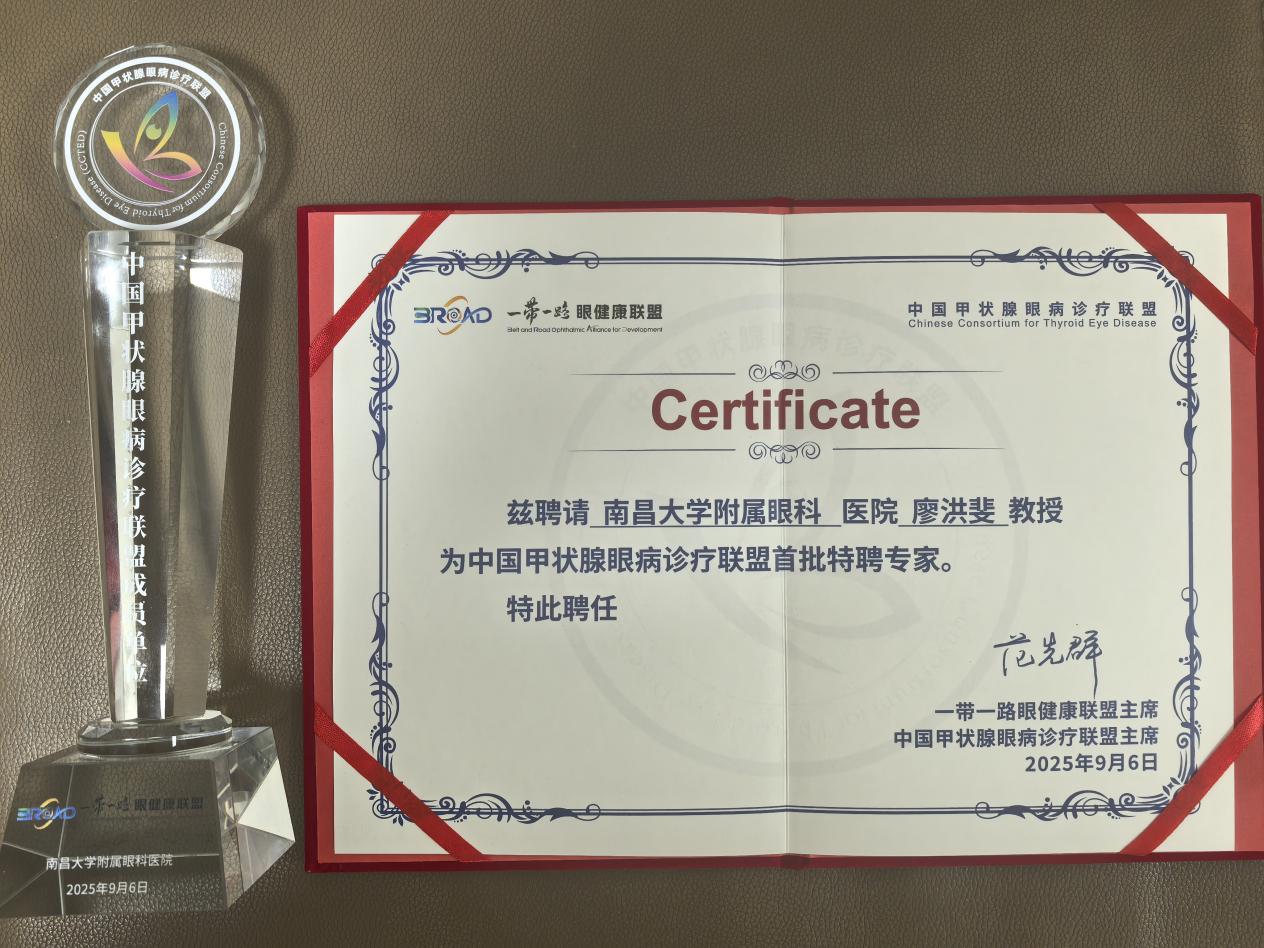 中国甲状腺眼病诊疗联盟
Chinese Consortium for Thyroid Eye Disease (CCTED)
中国甲状腺眼病诊疗联盟成员单位
BROAD 一带一路 眼健康联盟
南昌大学附属眼科医院
2025年9月6日
BROAD 一带一路 眼健康联盟
Belt and Road Ophthalmic Alliance for Development
中国甲状腺眼病诊疗联盟
Chinese Consortium for Thyroid Eye Disease
Certificate
兹聘请 南昌大学附属眼科 医院 廖洪斐 教授
为中国甲状腺眼病诊疗联盟首批特聘专家。
特此聘任
范先群
一带一路眼健康联盟主席
中国甲状腺眼病诊疗联盟主席
2025年9月6日